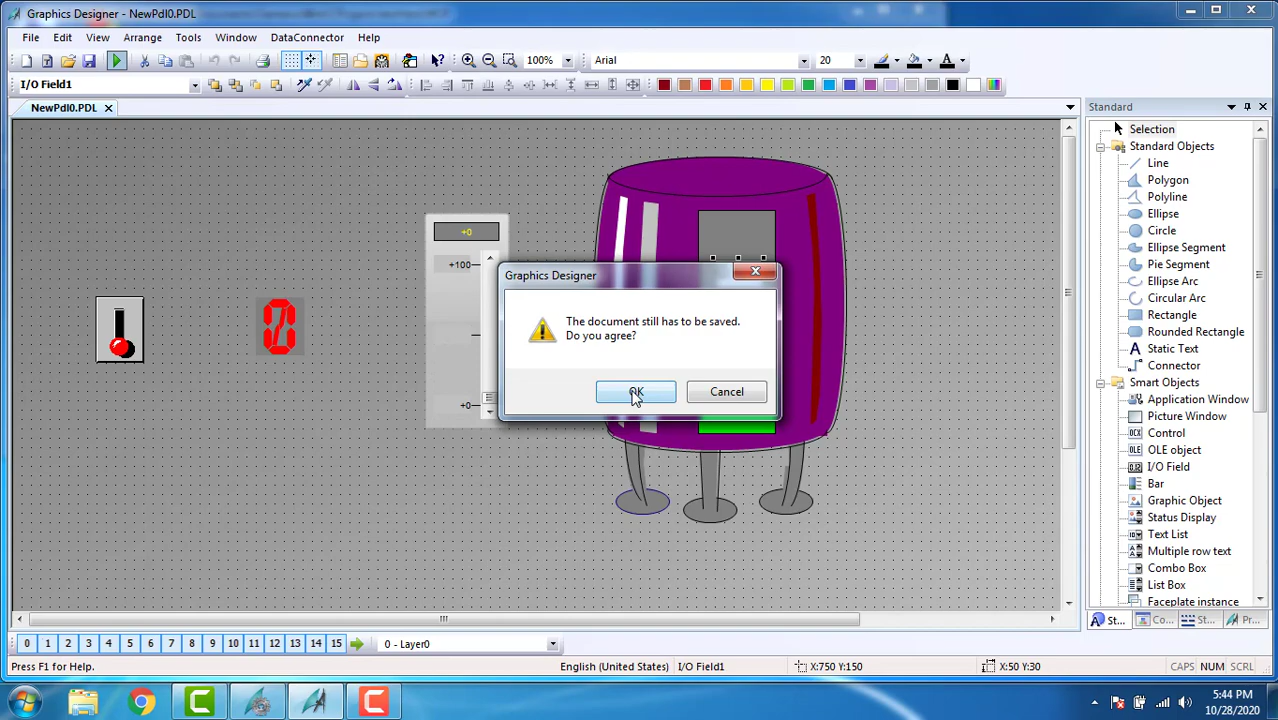 Graphics Designer - NewPdl0.PDL
File Edit View Arrange Tools Window DataConnector Help
100% Arial 20
I/O Field1
NewPdl0.PDL
Standard
Selection
Standard Objects
Line
Polygon
Polyline
Ellipse
Circle
Ellipse Segment
Pie Segment
Ellipse Arc
Circular Arc
Rectangle
Rounded Rectangle
Static Text
Connector
Smart Objects
Application Window
Picture Window
Control
OLE object
I/O Field
Bar
Graphic Object
Status Display
Text List
Multiple row text
Combo Box
List Box
Faceplate instance
St... Co... St... Pr...
+0
+100
+0
0
Graphics Designer
The document still has to be saved.
Do you agree?
OK Cancel
0 1 2 3 4 5 6 7 8 9 10 11 12 13 14 15 0 - Layer0
Press F1 for Help. English (United States) I/O Field1 X:750 Y:150 X:50 Y:30 CAPS NUM SCRL
5:44 PM
10/28/2020